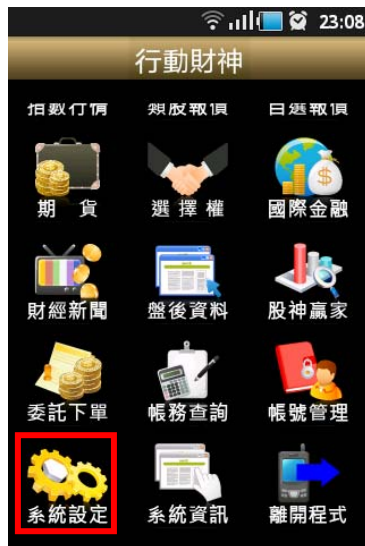 23:08
行動財神
指數行情 類股報價 自選報價
期 貨 選 擇 權 國際金融
財經新聞 盤後資料 股神贏家
委託下單 帳務查詢 帳號管理
系統設定 系統資訊 離開程式